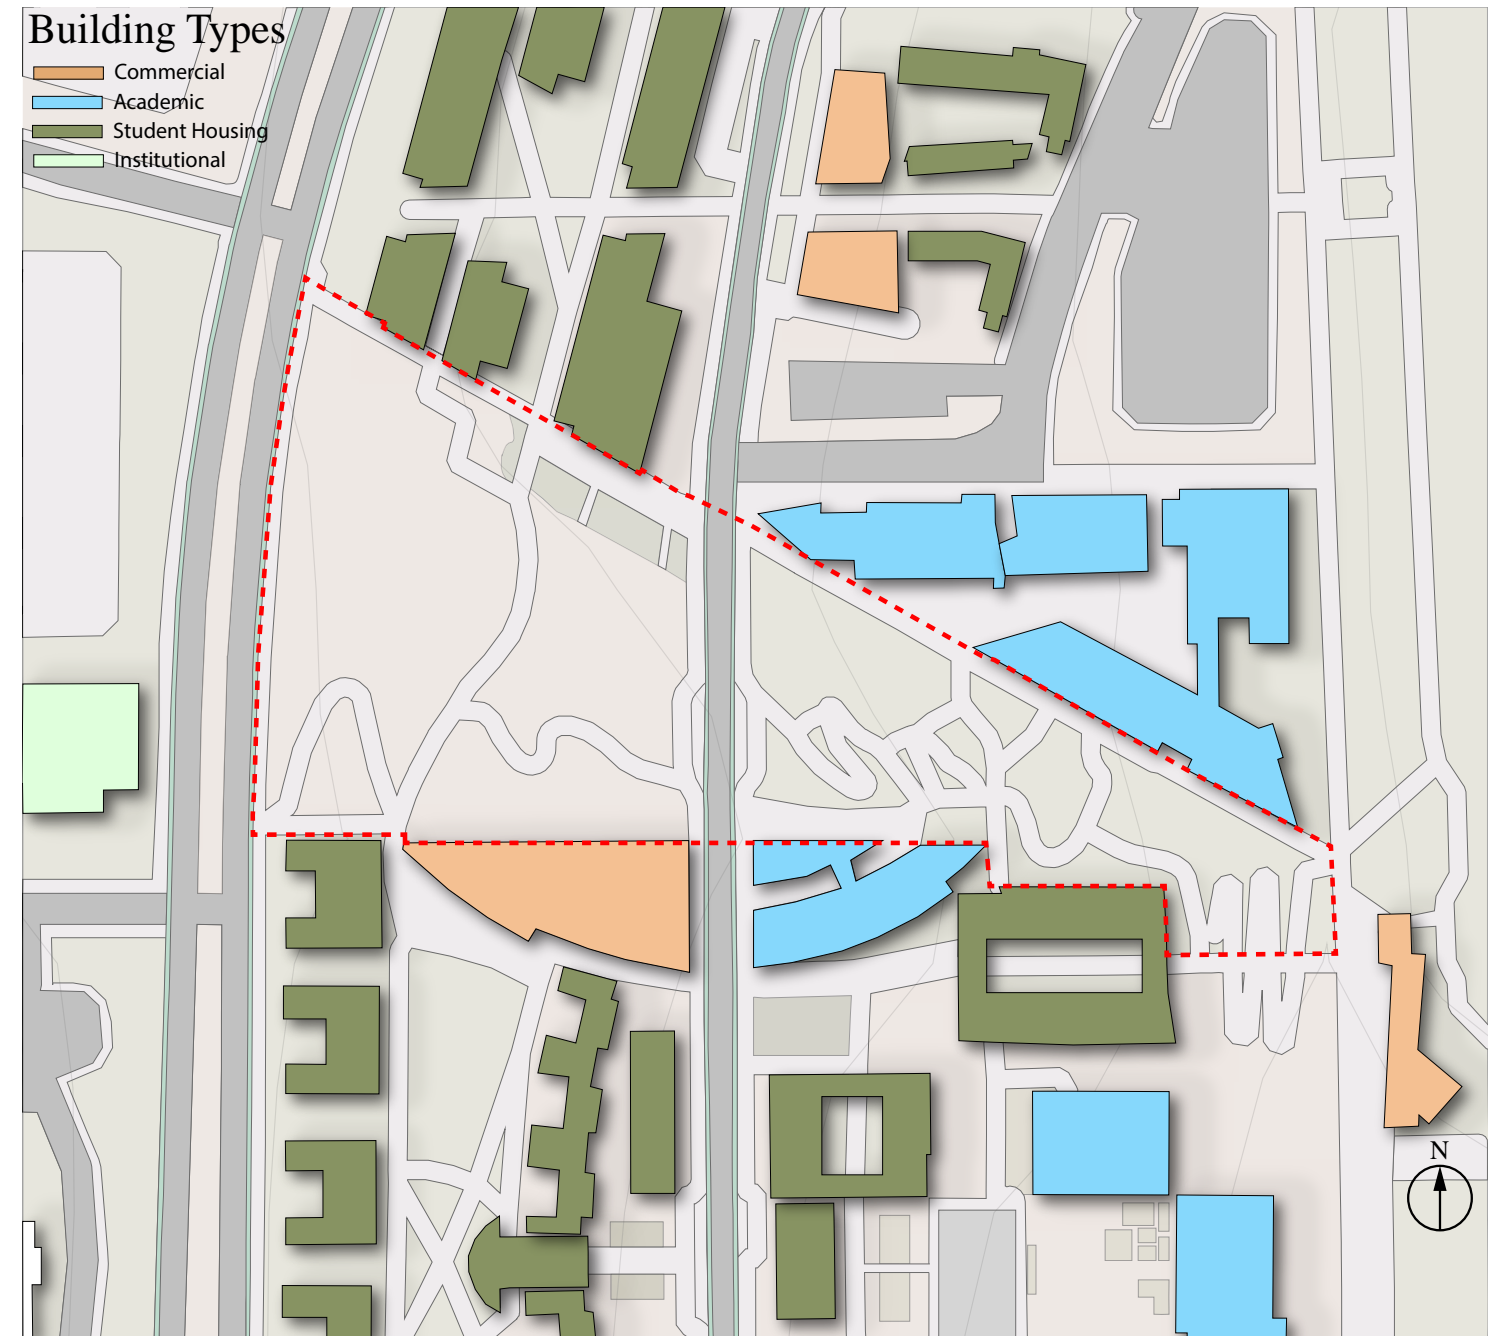 Building Types
Commercial
Academic
Student Housing
Institutional
N